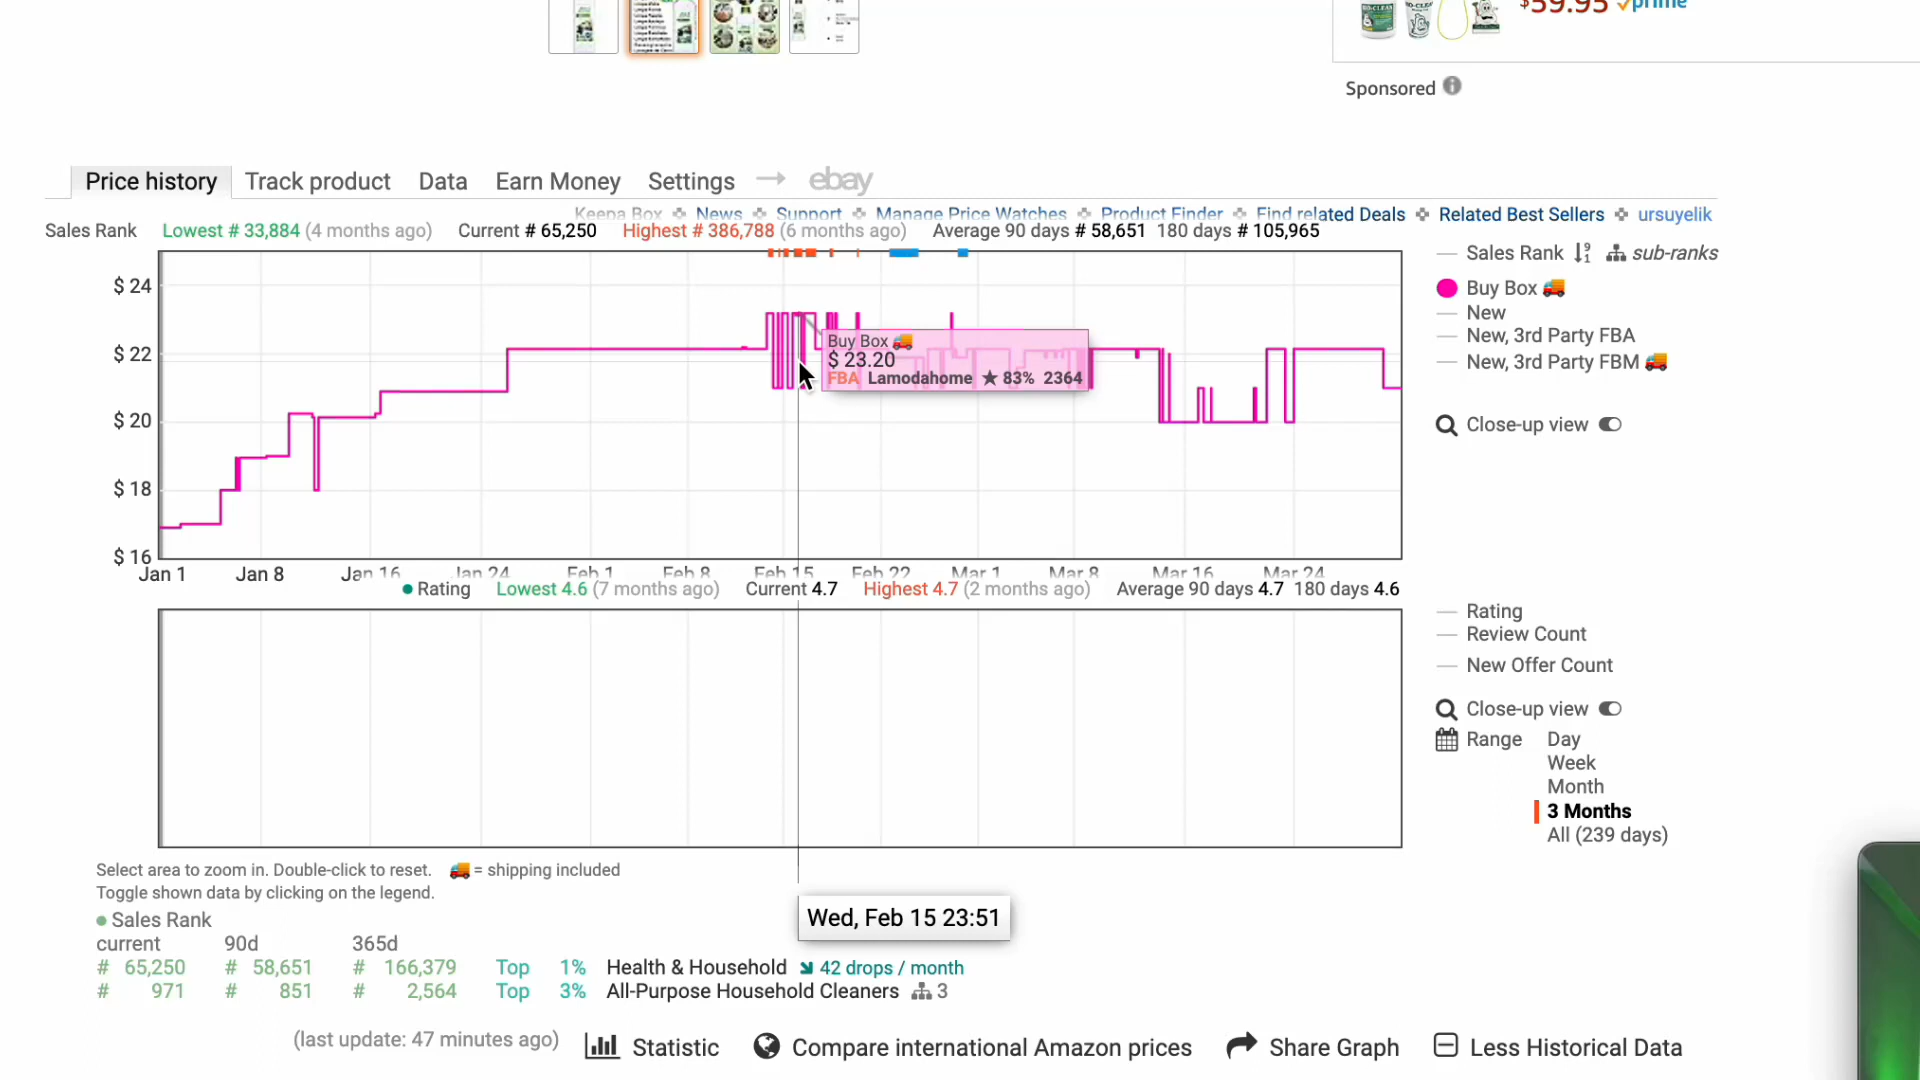 $59.95 prime
Sponsored
Price history Track product Data Earn Money Settings ebay
Keepa Box News Support Manage Price Watches Product Finder Find related Deals Related Best Sellers ursuyelik
Sales Rank Lowest # 33,884 (4 months ago) Current # 65,250 Highest # 386,788 (6 months ago) Average 90 days # 58,651 180 days # 105,965
Sales Rank sub-ranks
$ 24
Buy Box
New
New, 3rd Party FBA
New, 3rd Party FBM
Buy Box
$ 23.20
FBA Lamodahome ★ 83% 2364
$ 22
$ 20
Close-up view
$ 18
$ 16
Jan 1 Jan 8 Jan 16 Jan 24 Feb 1 Feb 8 Feb 15 Feb 22 Mar 1 Mar 8 Mar 16 Mar 24
Rating Lowest 4.6 (7 months ago) Current 4.7 Highest 4.7 (2 months ago) Average 90 days 4.7 180 days 4.6
Rating
Review Count
New Offer Count
Close-up view
Range Day
Week
Month
3 Months
All (239 days)
Select area to zoom in. Double-click to reset. = shipping included
Toggle shown data by clicking on the legend.
Wed, Feb 15 23:51
Sales Rank
current 90d 365d
# 65,250 # 58,651 # 166,379 Top 1% Health & Household 42 drops / month
# 971 # 851 # 2,564 Top 3% All-Purpose Household Cleaners 3
(last update: 47 minutes ago) Statistic Compare international Amazon prices Share Graph Less Historical Data